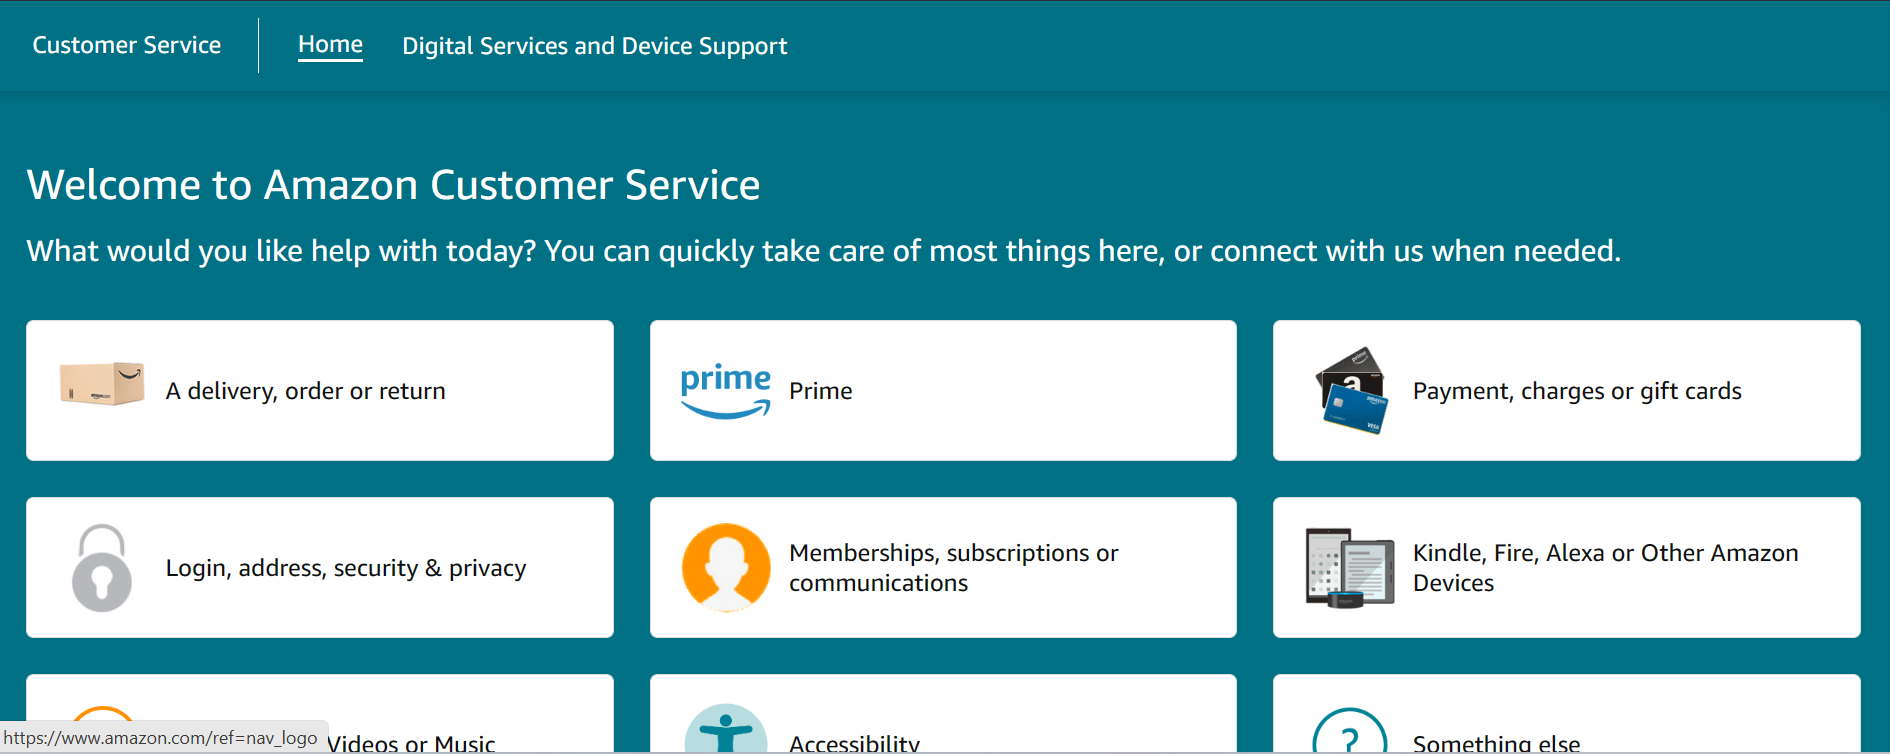 Customer Service
Home
Digital Services and Device Support
Welcome to Amazon Customer Service
What would you like help with today? You can quickly take care of most things here, or connect with us when needed.
A delivery, order or return
prime
Prime
Payment, charges or gift cards
Login, address, security & privacy
Memberships, subscriptions or
communications
Kindle, Fire, Alexa or Other Amazon
Devices
Videos or Music
Accessibility
Something else
https://www.amazon.com/ref=nav_logo